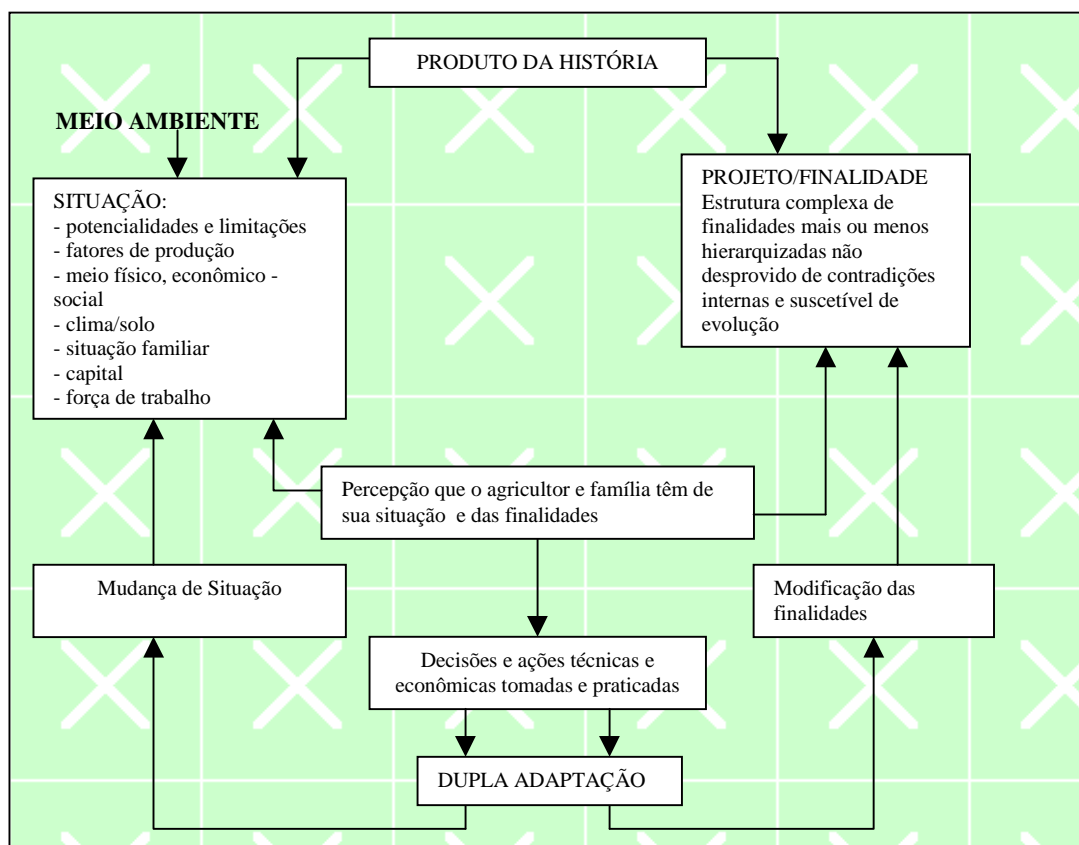 PRODUTO DA HISTÓRIA
MEIO AMBIENTE
SITUAÇÃO:
- potencialidades e limitações
- fatores de produção
- meio físico, econômico -
social
- clima/solo
- situação familiar
- capital
- força de trabalho
PROJETO/FINALIDADE
Estrutura complexa de
finalidades mais ou menos
hierarquizadas não
desprovido de contradições
internas e suscetível de
evolução
Percepção que o agricultor e família têm de
sua situação e das finalidades
Mudança de Situação
Modificação das
finalidades
Decisões e ações técnicas e
econômicas tomadas e praticadas
DUPLA ADAPTAÇÃO